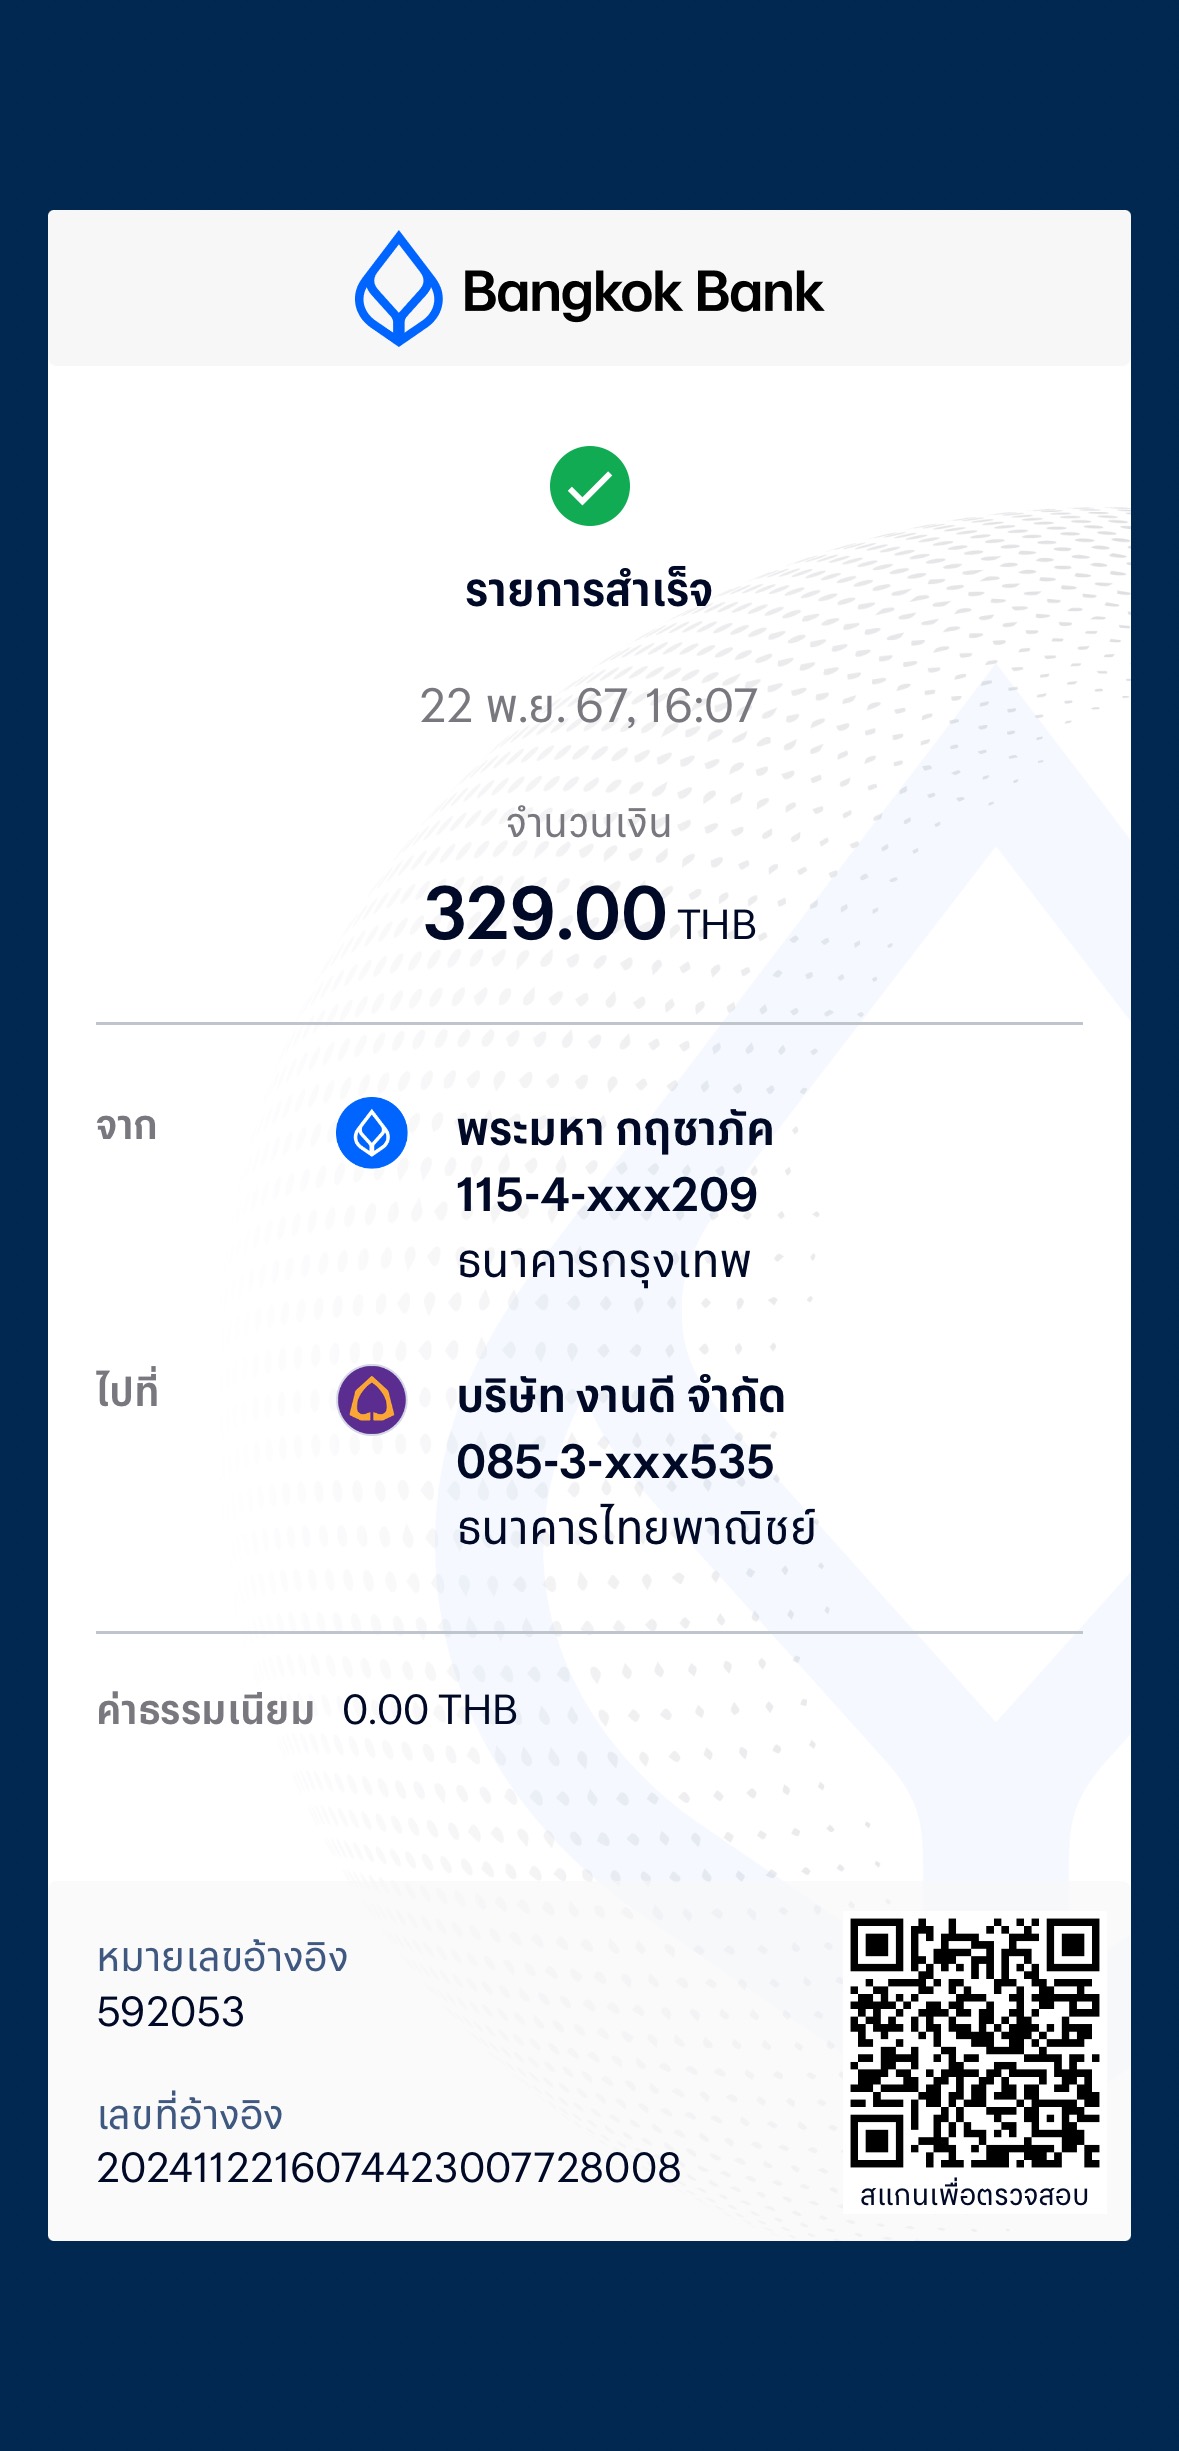 Bangkok Bank
รายการสำเร็จ
22 พ.ย. 67, 16:07
จำนวนเงิน
329.00 THB
จาก
พระมหา กฤชาภัค
115-4-xxx209
ธนาคารกรุงเทพ
ไปที่
บริษัท งานดี จำกัด
085-3-xxx535
ธนาคารไทยพาณิชย์
ค่าธรรมเนียม 0.00 THB
หมายเลขอ้างอิง
592053
เลขที่อ้างอิง
2024112216074423007728008
สแกนเพื่อตรวจสอบ